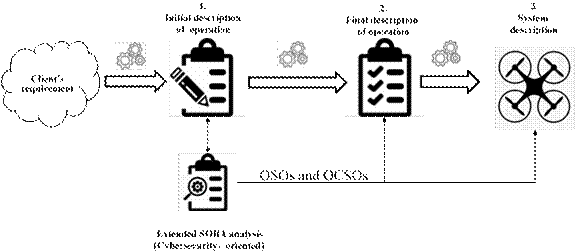 1.
Initial description
of operation
2.
Final description
of operation
3.
System
description
Client's
requirement
OSOs and OCSOs
Extended SORA analysis
(Cybersecurity- oriented)